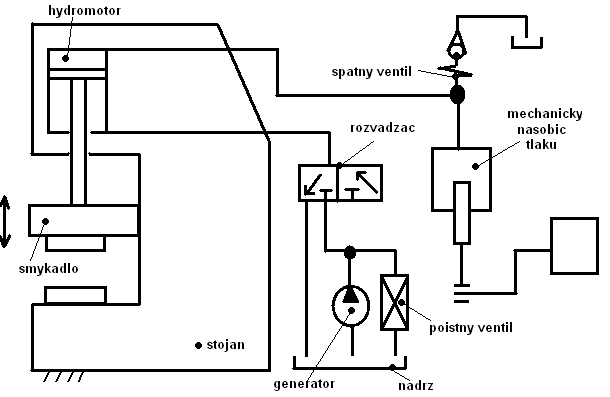 hydromotor
spatny ventil
mechanicky
nasobic
tlaku
rozvadzac
smykadlo
stojan
poistny ventil
generator
nadrz